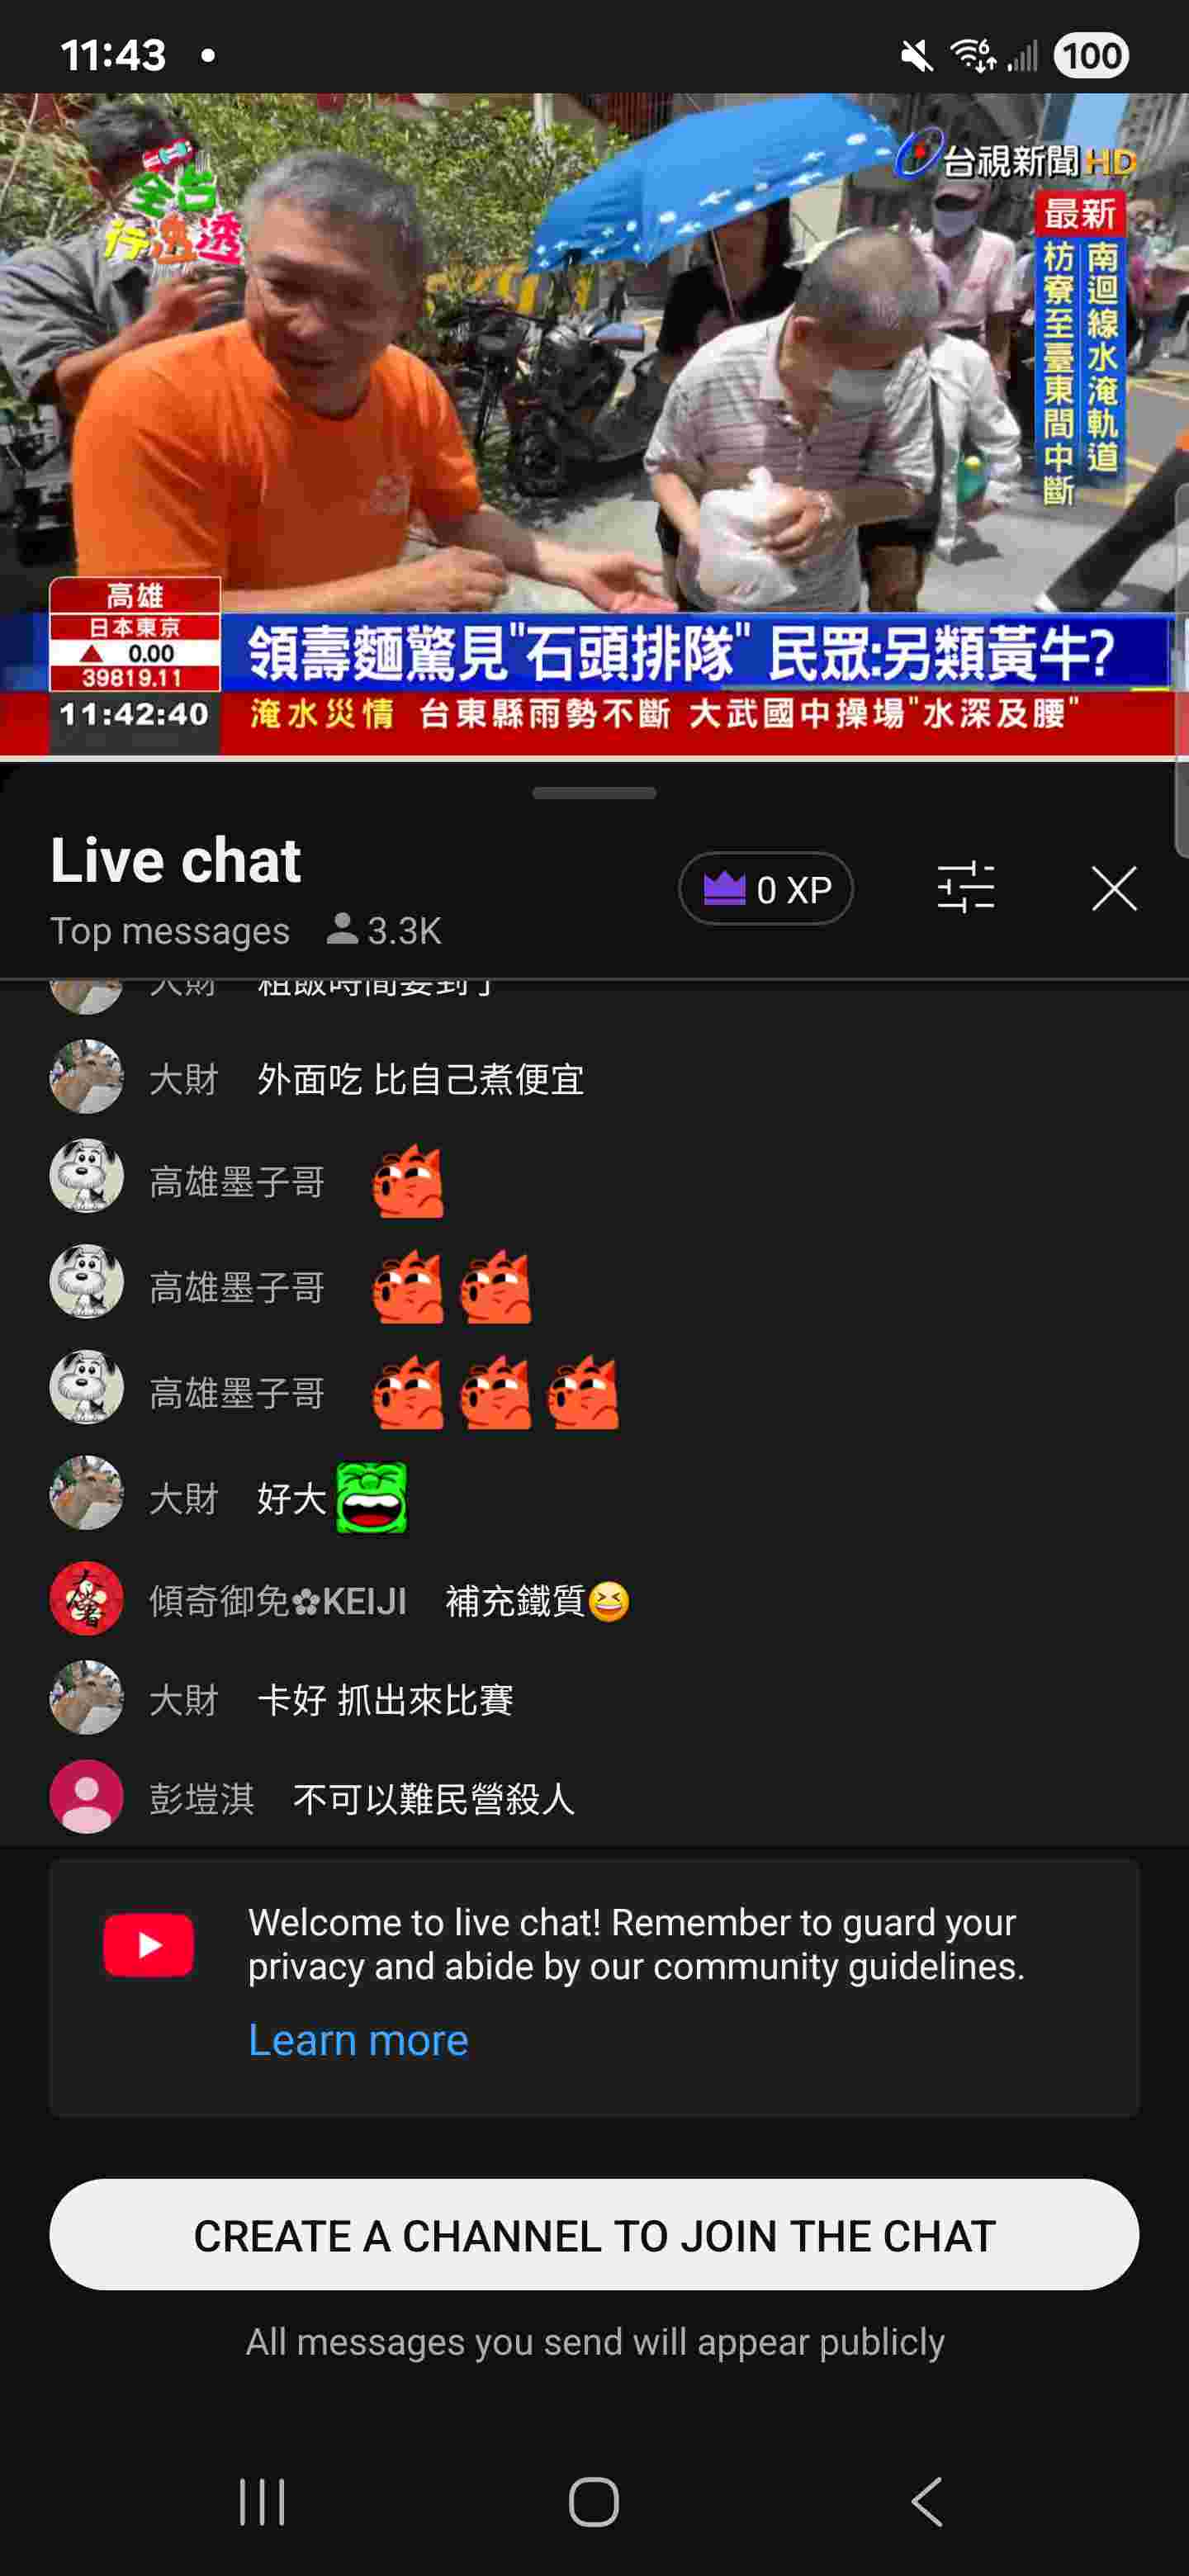 11:43
100
全台
行透透
台視新聞HD
最新
南迴線水淹軌道
枋寮至臺東間中斷
高雄
日本東京
▲ 0.00
39819.11
11:42:40
領壽麵驚見"石頭排隊" 民眾:另類黃牛?
淹水災情 台東縣雨勢不斷 大武國中操場"水深及腰"
Live chat
Top messages 3.3K
0 XP
大財
大財 外面吃 比自己煮便宜
高雄墨子哥
高雄墨子哥
高雄墨子哥
大財 好大
傾奇御免✿KEIJI 補充鐵質😆
大財 卡好 抓出來比賽
彭塏淇 不可以難民營殺人
Welcome to live chat! Remember to guard your
privacy and abide by our community guidelines.
Learn more
CREATE A CHANNEL TO JOIN THE CHAT
All messages you send will appear publicly